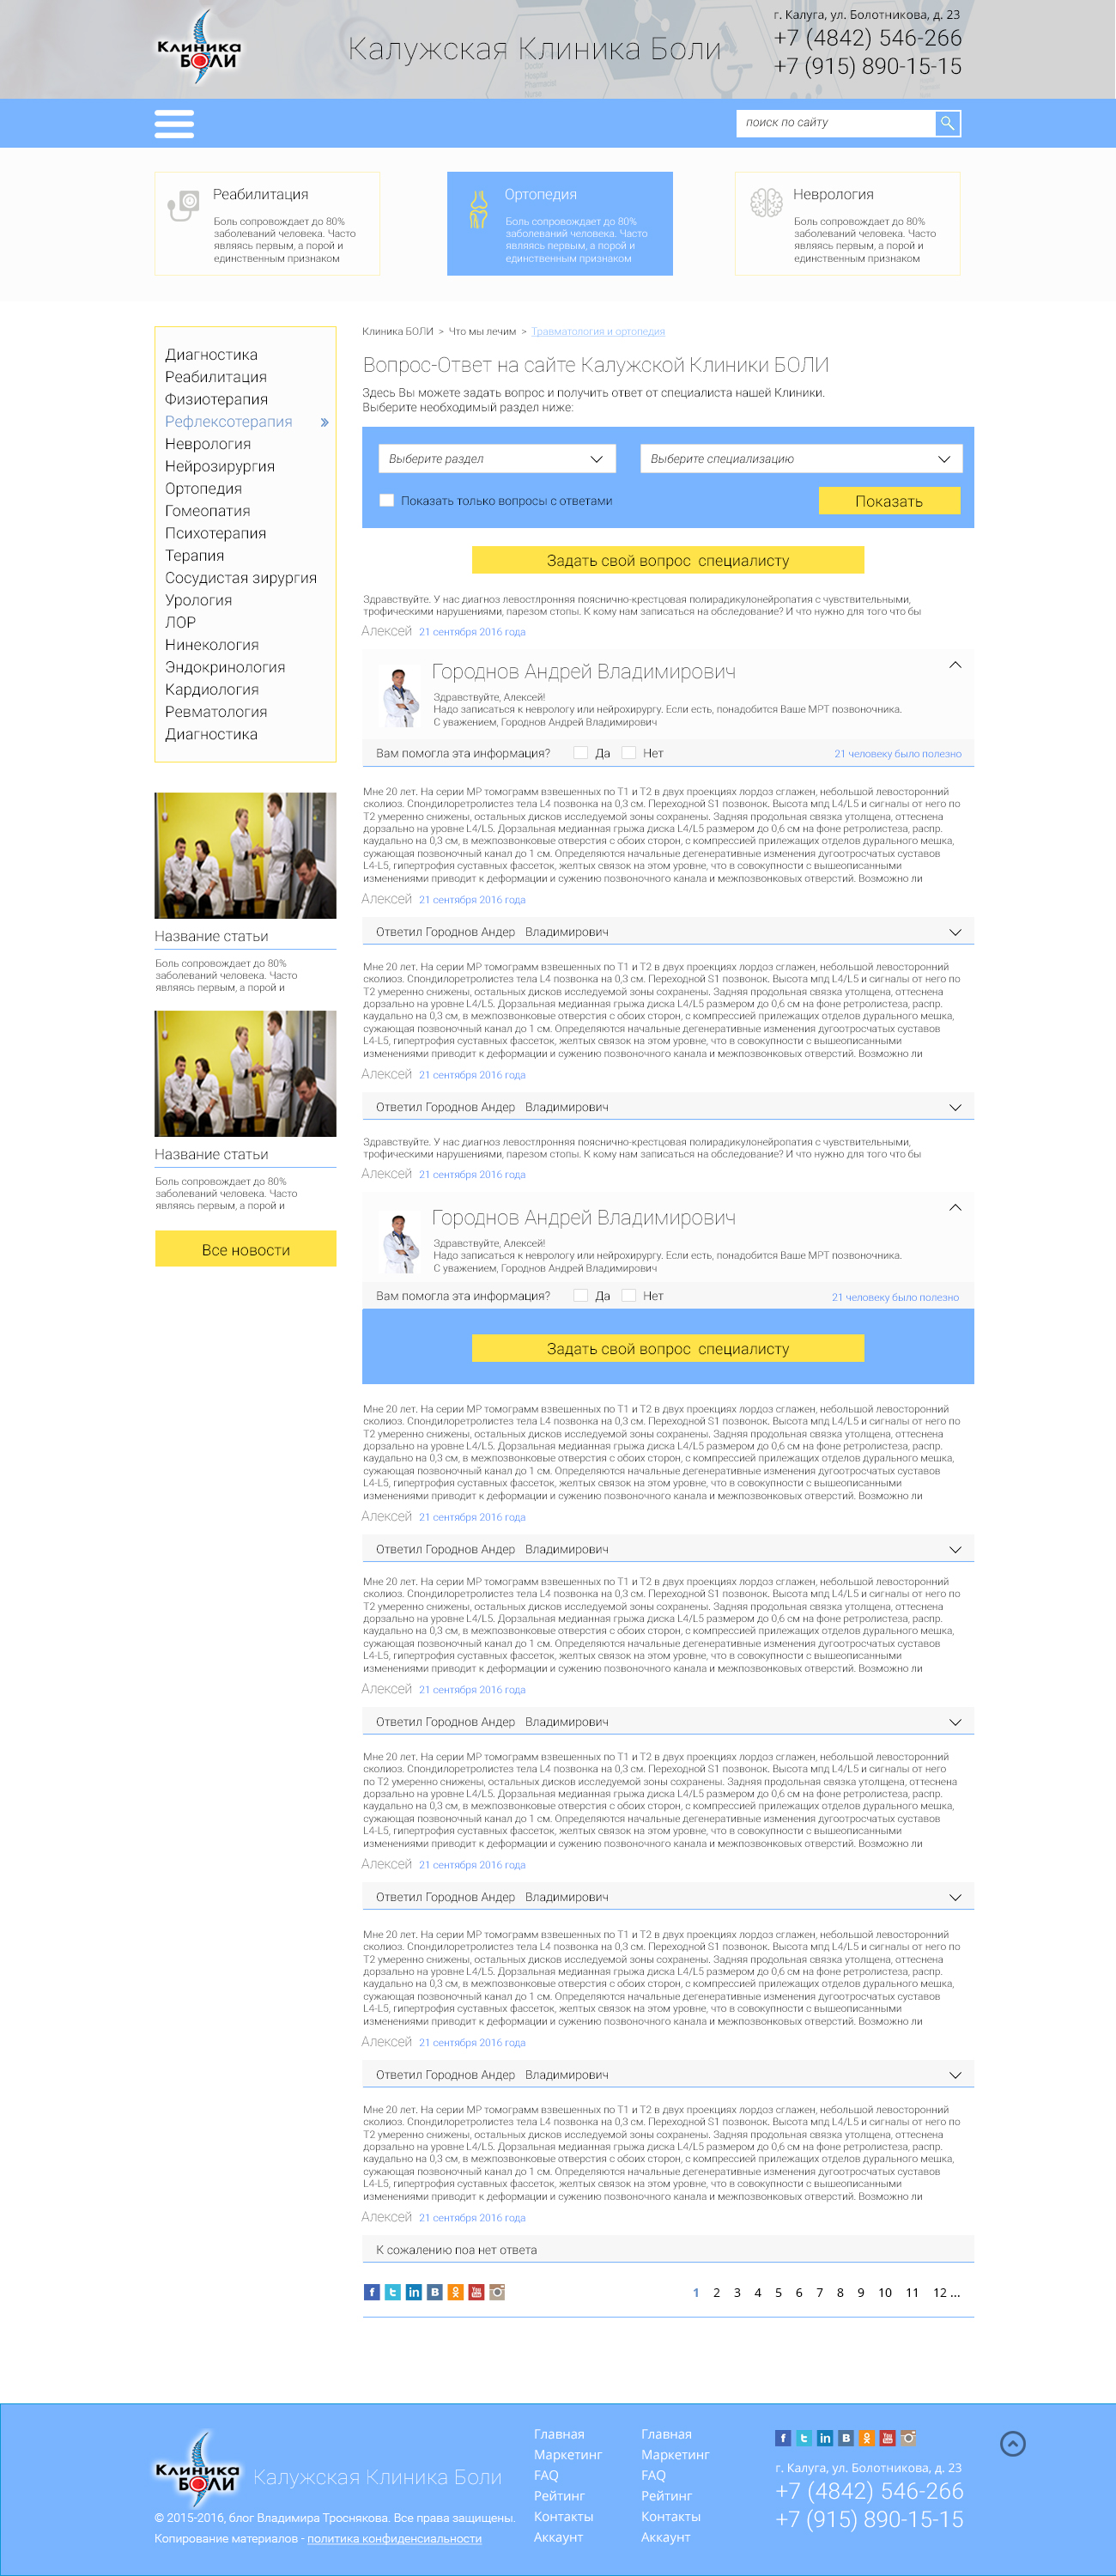 Клиника
БОЛИ
Калужская Клиника Боли
г. Калуга, ул. Болотникова, д. 23
+7 (4842) 546-266
+7 (915) 890-15-15
поиск по сайту
Реабилитация
Боль сопровождает до 80%
заболеваний человека. Часто
являясь первым, а порой и
единственным признаком
Ортопедия
Боль сопровождает до 80%
заболеваний человека. Часто
являясь первым, а порой и
единственным признаком
Неврология
Боль сопровождает до 80%
заболеваний человека. Часто
являясь первым, а порой и
единственным признаком
Диагностика
Реабилитация
Физиотерапия
Рефлексотерапия
Неврология
Нейрозирургия
Ортопедия
Гомеопатия
Психотерапия
Терапия
Сосудистая зирургия
Урология
ЛОР
Нинекология
Эндокринология
Кардиология
Ревматология
Диагностика
Название статьи
Боль сопровождает до 80%
заболеваний человека. Часто
являясь первым, а порой и
Название статьи
Боль сопровождает до 80%
заболеваний человека. Часто
являясь первым, а порой и
Все новости
Клиника БОЛИ > Что мы лечим > Травматология и ортопедия
Вопрос-Ответ на сайте Калужской Клиники БОЛИ
Здесь Вы можете задать вопрос и получить ответ от специалиста нашей Клиники.
Выберите необходимый раздел ниже:
Выберите раздел
Выберите специализацию
Показать только вопросы с ответами
Показать
Задать свой вопрос специалисту
Здравствуйте. У нас диагноз левостлронняя пояснично-крестцовая полирадикулонейропатия с чувствительными,
трофическими нарушениями, парезом стопы. К кому нам записаться на обследование? И что нужно для того что бы
Алексей 21 сентября 2016 года
Городнов Андрей Владимирович
Здравствуйте, Алексей!
Надо записаться к неврологу или нейрохирургу. Если есть, понадобится Ваше МРТ позвоночника.
С уважением, Городнов Андрей Владимирович
Вам помогла эта информация? Да Нет
21 человеку было полезно
Мне 20 лет. На серии МР томограмм взвешенных по Т1 и Т2 в двух проекциях лордоз сглажен, небольшой левосторонний
сколиоз. Спондилоретролистез тела L4 позвонка на 0,3 см. Переходной S1 позвонок. Высота мпд L4/L5 и сигналы от него по
Т2 умеренно снижены, остальных дисков исследуемой зоны сохранены. Задняя продольная связка утолщена, оттеснена
дорзально на уровне L4/L5. Дорзальная медианная грыжа диска L4/L5 размером до 0,6 см на фоне ретролистеза, распр.
каудально на 0,3 см, в межпозвонковые отверстия с обоих сторон, с компрессией прилежащих отделов дурального мешка,
сужающая позвоночный канал до 1 см. Определяются начальные дегенеративные изменения дугоотросчатых суставов
L4-L5, гипертрофия суставных фассеток, желтых связок на этом уровне, что в совокупности с вышеописанными
изменениями приводит к деформации и сужению позвоночного канала и межпозвонковых отверстий. Возможно ли
Алексей 21 сентября 2016 года
Ответил Городнов Андер Владимирович
Мне 20 лет. На серии МР томограмм взвешенных по Т1 и Т2 в двух проекциях лордоз сглажен, небольшой левосторонний
сколиоз. Спондилоретролистез тела L4 позвонка на 0,3 см. Переходной S1 позвонок. Высота мпд L4/L5 и сигналы от него по
Т2 умеренно снижены, остальных дисков исследуемой зоны сохранены. Задняя продольная связка утолщена, оттеснена
дорзально на уровне L4/L5. Дорзальная медианная грыжа диска L4/L5 размером до 0,6 см на фоне ретролистеза, распр.
каудально на 0,3 см, в межпозвонковые отверстия с обоих сторон, с компрессией прилежащих отделов дурального мешка,
сужающая позвоночный канал до 1 см. Определяются начальные дегенеративные изменения дугоотросчатых суставов
L4-L5, гипертрофия суставных фассеток, желтых связок на этом уровне, что в совокупности с вышеописанными
изменениями приводит к деформации и сужению позвоночного канала и межпозвонковых отверстий. Возможно ли
Алексей 21 сентября 2016 года
Ответил Городнов Андер Владимирович
Здравствуйте. У нас диагноз левостлронняя пояснично-крестцовая полирадикулонейропатия с чувствительными,
трофическими нарушениями, парезом стопы. К кому нам записаться на обследование? И что нужно для того что бы
Алексей 21 сентября 2016 года
Городнов Андрей Владимирович
Здравствуйте, Алексей!
Надо записаться к неврологу или нейрохирургу. Если есть, понадобится Ваше МРТ позвоночника.
С уважением, Городнов Андрей Владимирович
Вам помогла эта информация? Да Нет
21 человеку было полезно
Задать свой вопрос специалисту
Мне 20 лет. На серии МР томограмм взвешенных по Т1 и Т2 в двух проекциях лордоз сглажен, небольшой левосторонний
сколиоз. Спондилоретролистез тела L4 позвонка на 0,3 см. Переходной S1 позвонок. Высота мпд L4/L5 и сигналы от него по
Т2 умеренно снижены, остальных дисков исследуемой зоны сохранены. Задняя продольная связка утолщена, оттеснена
дорзально на уровне L4/L5. Дорзальная медианная грыжа диска L4/L5 размером до 0,6 см на фоне ретролистеза, распр.
каудально на 0,3 см, в межпозвонковые отверстия с обоих сторон, с компрессией прилежащих отделов дурального мешка,
сужающая позвоночный канал до 1 см. Определяются начальные дегенеративные изменения дугоотросчатых суставов
L4-L5, гипертрофия суставных фассеток, желтых связок на этом уровне, что в совокупности с вышеописанными
изменениями приводит к деформации и сужению позвоночного канала и межпозвонковых отверстий. Возможно ли
Алексей 21 сентября 2016 года
Ответил Городнов Андер Владимирович
Мне 20 лет. На серии МР томограмм взвешенных по Т1 и Т2 в двух проекциях лордоз сглажен, небольшой левосторонний
сколиоз. Спондилоретролистез тела L4 позвонка на 0,3 см. Переходной S1 позвонок. Высота мпд L4/L5 и сигналы от него по
Т2 умеренно снижены, остальных дисков исследуемой зоны сохранены. Задняя продольная связка утолщена, оттеснена
дорзально на уровне L4/L5. Дорзальная медианная грыжа диска L4/L5 размером до 0,6 см на фоне ретролистеза, распр.
каудально на 0,3 см, в межпозвонковые отверстия с обоих сторон, с компрессией прилежащих отделов дурального мешка,
сужающая позвоночный канал до 1 см. Определяются начальные дегенеративные изменения дугоотросчатых суставов
L4-L5, гипертрофия суставных фассеток, желтых связок на этом уровне, что в совокупности с вышеописанными
изменениями приводит к деформации и сужению позвоночного канала и межпозвонковых отверстий. Возможно ли
Алексей 21 сентября 2016 года
Ответил Городнов Андер Владимирович
Мне 20 лет. На серии МР томограмм взвешенных по Т1 и Т2 в двух проекциях лордоз сглажен, небольшой левосторонний
сколиоз. Спондилоретролистез тела L4 позвонка на 0,3 см. Переходной S1 позвонок. Высота мпд L4/L5 и сигналы от него
по Т2 умеренно снижены, остальных дисков исследуемой зоны сохранены. Задняя продольная связка утолщена, оттеснена
дорзально на уровне L4/L5. Дорзальная медианная грыжа диска L4/L5 размером до 0,6 см на фоне ретролистеза, распр.
каудально на 0,3 см, в межпозвонковые отверстия с обоих сторон, с компрессией прилежащих отделов дурального мешка,
сужающая позвоночный канал до 1 см. Определяются начальные дегенеративные изменения дугоотросчатых суставов
L4-L5, гипертрофия суставных фассеток, желтых связок на этом уровне, что в совокупности с вышеописанными
изменениями приводит к деформации и сужению позвоночного канала и межпозвонковых отверстий. Возможно ли
Алексей 21 сентября 2016 года
Ответил Городнов Андер Владимирович
Мне 20 лет. На серии МР томограмм взвешенных по Т1 и Т2 в двух проекциях лордоз сглажен, небольшой левосторонний
сколиоз. Спондилоретролистез тела L4 позвонка на 0,3 см. Переходной S1 позвонок. Высота мпд L4/L5 и сигналы от него по
Т2 умеренно снижены, остальных дисков исследуемой зоны сохранены. Задняя продольная связка утолщена, оттеснена
дорзально на уровне L4/L5. Дорзальная медианная грыжа диска L4/L5 размером до 0,6 см на фоне ретролистеза, распр.
каудально на 0,3 см, в межпозвонковые отверстия с обоих сторон, с компрессией прилежащих отделов дурального мешка,
сужающая позвоночный канал до 1 см. Определяются начальные дегенеративные изменения дугоотросчатых суставов
L4-L5, гипертрофия суставных фассеток, желтых связок на этом уровне, что в совокупности с вышеописанными
изменениями приводит к деформации и сужению позвоночного канала и межпозвонковых отверстий. Возможно ли
Алексей 21 сентября 2016 года
Ответил Городнов Андер Владимирович
Мне 20 лет. На серии МР томограмм взвешенных по Т1 и Т2 в двух проекциях лордоз сглажен, небольшой левосторонний
сколиоз. Спондилоретролистез тела L4 позвонка на 0,3 см. Переходной S1 позвонок. Высота мпд L4/L5 и сигналы от него по
Т2 умеренно снижены, остальных дисков исследуемой зоны сохранены. Задняя продольная связка утолщена, оттеснена
дорзально на уровне L4/L5. Дорзальная медианная грыжа диска L4/L5 размером до 0,6 см на фоне ретролистеза, распр.
каудально на 0,3 см, в межпозвонковые отверстия с обоих сторон, с компрессией прилежащих отделов дурального мешка,
сужающая позвоночный канал до 1 см. Определяются начальные дегенеративные изменения дугоотросчатых суставов
L4-L5, гипертрофия суставных фассеток, желтых связок на этом уровне, что в совокупности с вышеописанными
изменениями приводит к деформации и сужению позвоночного канала и межпозвонковых отверстий. Возможно ли
Алексей 21 сентября 2016 года
К сожалению поа нет ответа
1 2 3 4 5 6 7 8 9 10 11 12 ...
Клиника
БОЛИ
Калужская Клиника Боли
© 2015-2016, блог Владимира Троснякова. Все права защищены.
Копирование материалов - политика конфиденсиальности
Главная
Маркетинг
FAQ
Рейтинг
Контакты
Аккаунт
Главная
Маркетинг
FAQ
Рейтинг
Контакты
Аккаунт
г. Калуга, ул. Болотникова, д. 23
+7 (4842) 546-266
+7 (915) 890-15-15